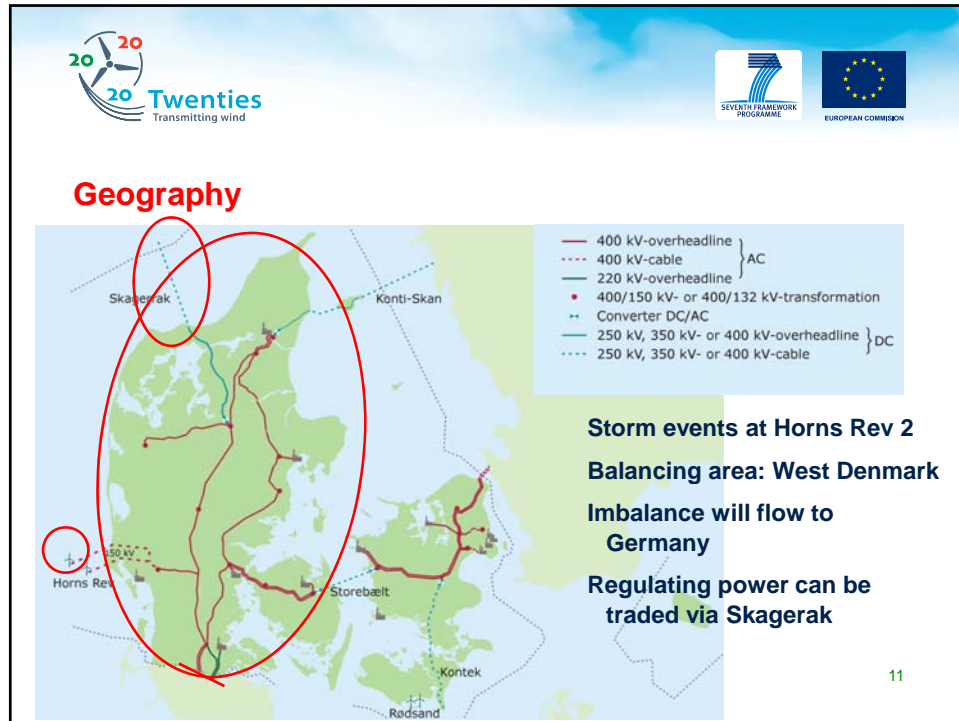 20
20
20
Twenties
Transmitting wind
7
SEVENTH FRAMEWORK
PROGRAMME
EUROPEAN COMMISION
Geography
400 kV-overheadline
400 kV-cable
AC
220 kV-overheadline
400/150 kV- or 400/132 kV-transformation
Converter DC/AC
250 kV, 350 kV- or 400 kV-overheadline
DC
250 kV, 350 kV- or 400 kV-cable
Skagerrak
Konti-Skan
150 kV
Horns Rev
Storebælt
Kontek
Rødsand
Storm events at Horns Rev 2
Balancing area: West Denmark
Imbalance will flow to
Germany
Regulating power can be
traded via Skagerak
11